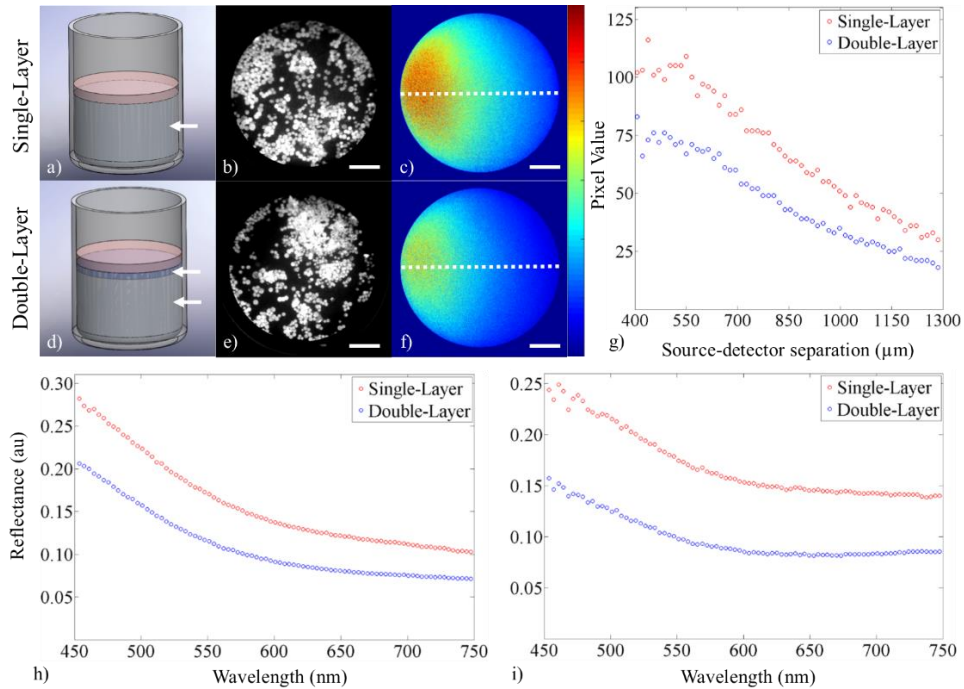 Single-Layer
a)
b)
c)
Double-Layer
d)
e)
f)
125
100
75
50
25
Pixel Value
Single-Layer
Double-Layer
400 550 700 850 1000 1150 1300
g) Source-detector separation (µm)
0.30
0.25
0.20
0.15
0.10
0.05
Reflectance (au)
Single-Layer
Double-Layer
450 500 550 600 650 700 750
h) Wavelength (nm)
0.25
0.20
0.15
0.10
0.05
Single-Layer
Double-Layer
450 500 550 600 650 700 750
i) Wavelength (nm)